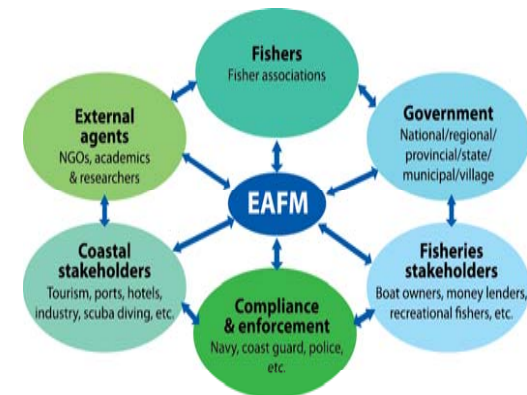 Fishers
Fisher associations
External
agents
NGOs, academics
& researchers
Government
National/regional/
provincial/state/
municipal/village
EAFM
Coastal
stakeholders
Tourism, ports, hotels,
industry, scuba diving, etc.
Fisheries
stakeholders
Boat owners, money lenders,
recreational fishers, etc.
Compliance
& enforcement
Navy, coast guard, police,
etc.